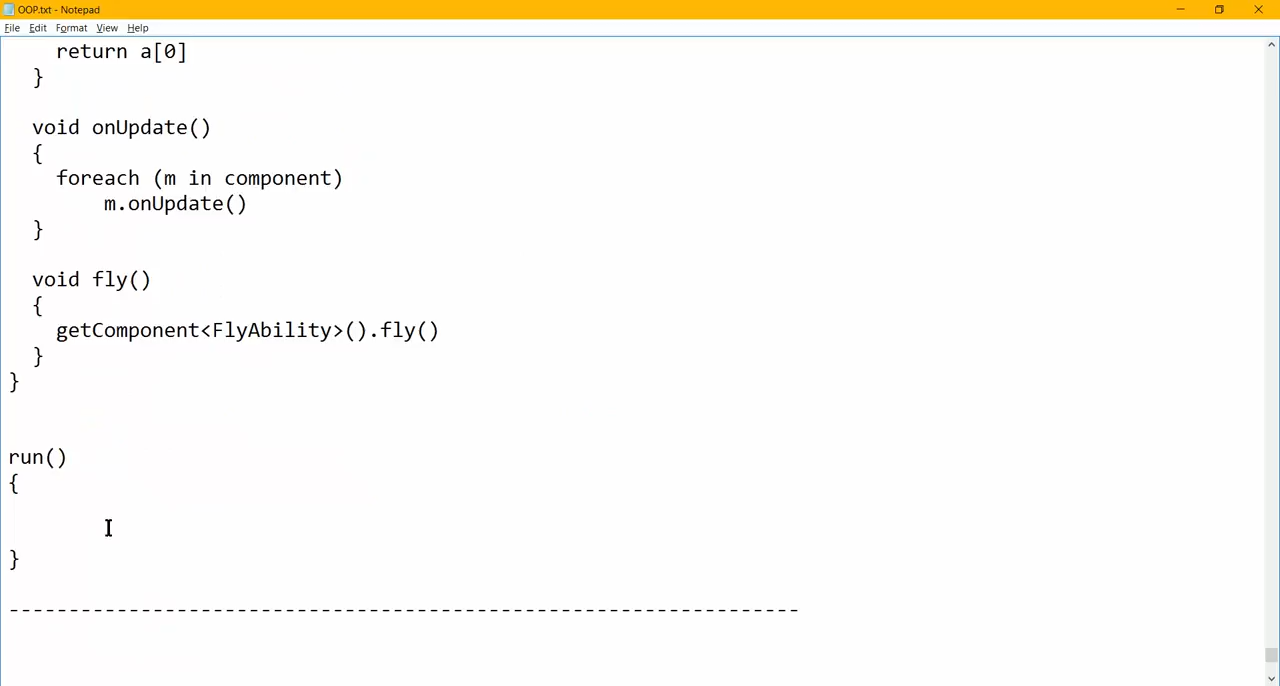 OOP.txt - Notepad
File Edit Format View Help
return a[0]
}
void onUpdate()
{
foreach (m in component)
m.onUpdate()
}
void fly()
{
getComponent<FlyAbility>().fly()
}
}
run()
{
}
------------------------------------------------------------------